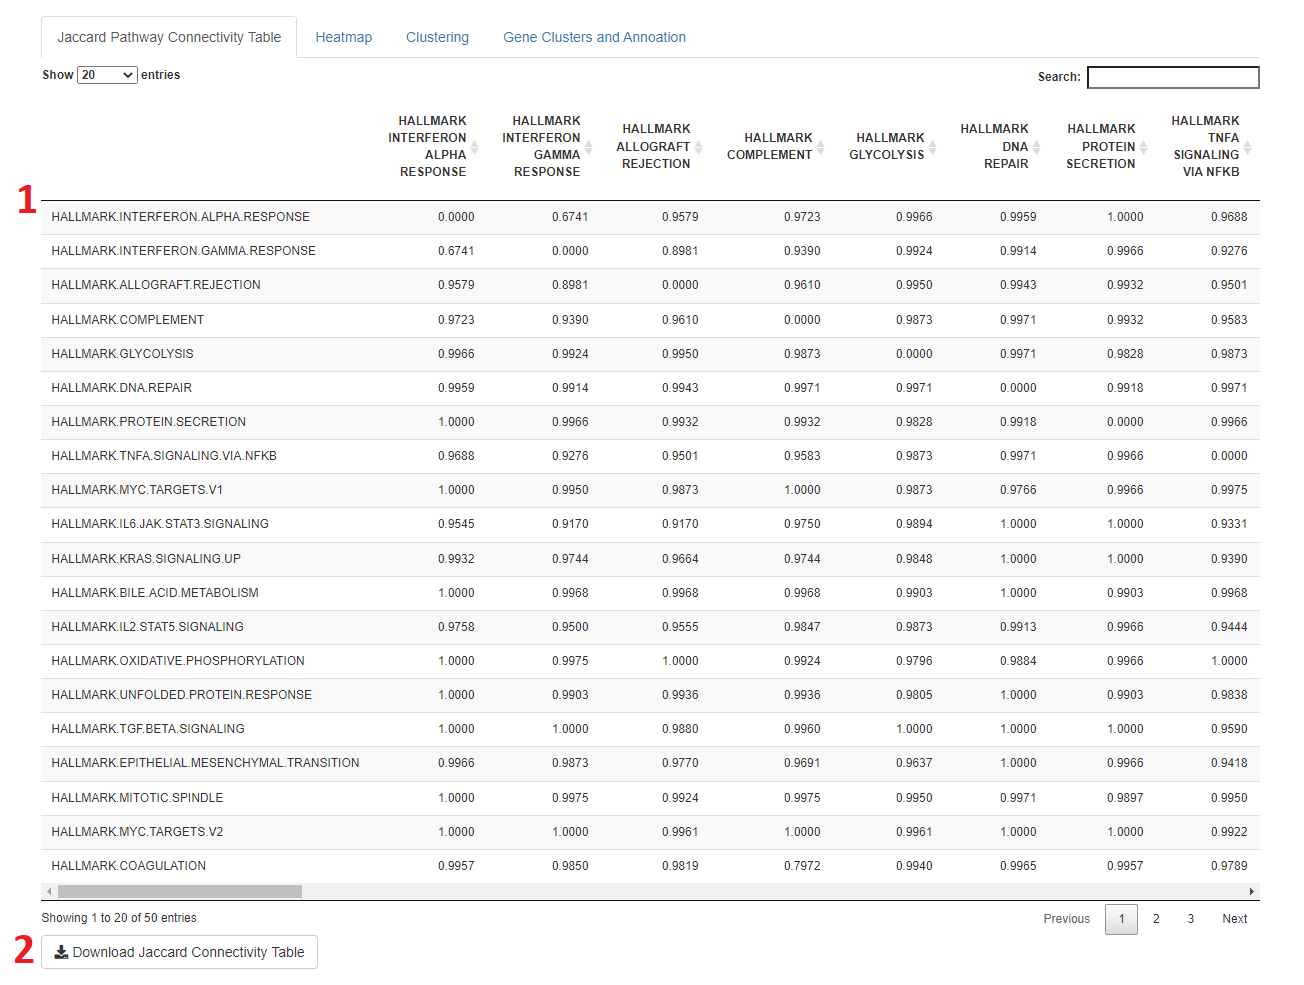 Jaccard Pathway Connectivity Table Heatmap Clustering Gene Clusters and Annoation
Show 20 entries Search:
HALLMARK INTERFERON ALPHA RESPONSE HALLMARK INTERFERON GAMMA RESPONSE HALLMARK ALLOGRAFT REJECTION HALLMARK COMPLEMENT HALLMARK GLYCOLYSIS HALLMARK DNA REPAIR HALLMARK PROTEIN SECRETION HALLMARK TNFA SIGNALING VIA NFKB
1
HALLMARK.INTERFERON.ALPHA.RESPONSE 0.0000 0.6741 0.9579 0.9723 0.9966 0.9959 1.0000 0.9688
HALLMARK.INTERFERON.GAMMA.RESPONSE 0.6741 0.0000 0.8981 0.9390 0.9924 0.9914 0.9966 0.9276
HALLMARK.ALLOGRAFT.REJECTION 0.9579 0.8981 0.0000 0.9610 0.9950 0.9943 0.9932 0.9501
HALLMARK.COMPLEMENT 0.9723 0.9390 0.9610 0.0000 0.9873 0.9971 0.9932 0.9583
HALLMARK.GLYCOLYSIS 0.9966 0.9924 0.9950 0.9873 0.0000 0.9971 0.9828 0.9873
HALLMARK.DNA.REPAIR 0.9959 0.9914 0.9943 0.9971 0.9971 0.0000 0.9918 0.9971
HALLMARK.PROTEIN.SECRETION 1.0000 0.9966 0.9932 0.9932 0.9828 0.9918 0.0000 0.9966
HALLMARK.TNFA.SIGNALING.VIA.NFKB 0.9688 0.9276 0.9501 0.9583 0.9873 0.9971 0.9966 0.0000
HALLMARK.MYC.TARGETS.V1 1.0000 0.9950 0.9873 1.0000 0.9873 0.9766 0.9966 0.9975
HALLMARK.IL6.JAK.STAT3.SIGNALING 0.9545 0.9170 0.9170 0.9750 0.9894 1.0000 1.0000 0.9331
HALLMARK.KRAS.SIGNALING.UP 0.9932 0.9744 0.9664 0.9744 0.9848 1.0000 1.0000 0.9390
HALLMARK.BILE.ACID.METABOLISM 1.0000 0.9968 0.9968 0.9968 0.9903 1.0000 0.9903 0.9968
HALLMARK.IL2.STAT5.SIGNALING 0.9758 0.9500 0.9555 0.9847 0.9873 0.9913 0.9966 0.9444
HALLMARK.OXIDATIVE.PHOSPHORYLATION 1.0000 0.9975 1.0000 0.9924 0.9796 0.9884 0.9966 1.0000
HALLMARK.UNFOLDED.PROTEIN.RESPONSE 1.0000 0.9903 0.9936 0.9936 0.9805 1.0000 0.9903 0.9838
HALLMARK.TGF.BETA.SIGNALING 1.0000 1.0000 0.9880 0.9960 1.0000 1.0000 1.0000 0.9590
HALLMARK.EPITHELIAL.MESENCHYMAL.TRANSITION 0.9966 0.9873 0.9770 0.9691 0.9637 1.0000 0.9966 0.9418
HALLMARK.MITOTIC.SPINDLE 1.0000 0.9975 0.9924 0.9975 0.9950 0.9971 0.9897 0.9950
HALLMARK.MYC.TARGETS.V2 1.0000 1.0000 0.9961 1.0000 0.9961 1.0000 1.0000 0.9922
HALLMARK.COAGULATION 0.9957 0.9850 0.9819 0.7972 0.9940 0.9965 0.9957 0.9789
Showing 1 to 20 of 50 entries Previous 1 2 3 Next
2 Download Jaccard Connectivity Table